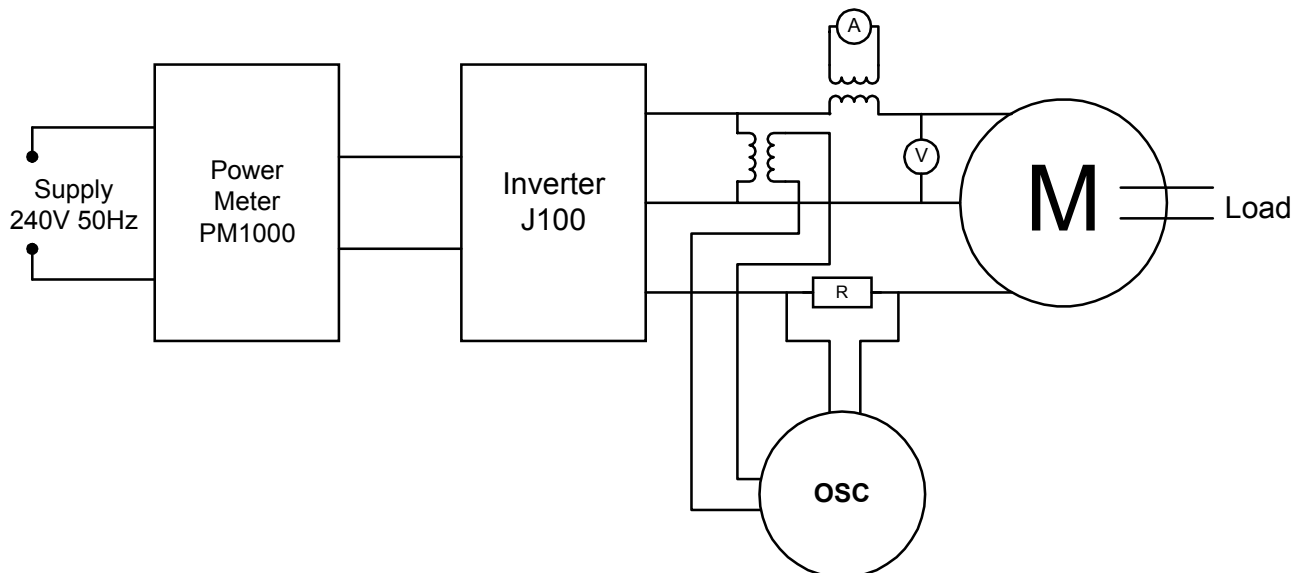 A
Supply
240V 50Hz
Power
Meter
PM1000
Inverter
J100
V
M
Load
R
OSC